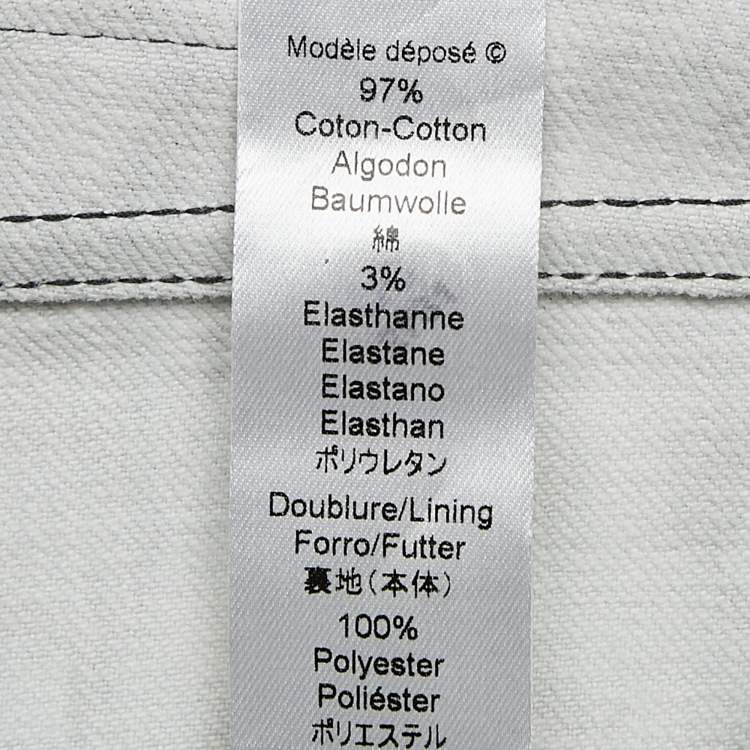 Modèle déposé ©
97%
Coton-Cotton
Algodon
Baumwolle
綿
3%
Elasthanne
Elastane
Elastano
Elasthan
ポリウレタン
Doublure/Lining
Forro/Futter
裏地(本体)
100%
Polyester
Poliéster
ポリエステル